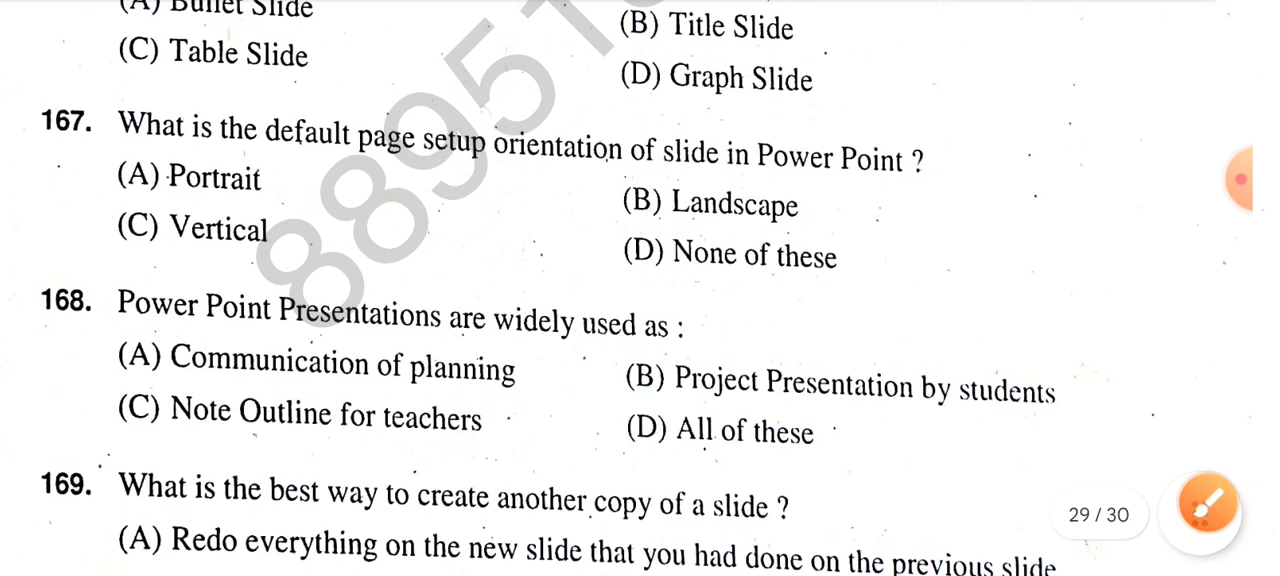 (A) Bullet Slide
(B) Title Slide
(C) Table Slide
(D) Graph Slide
167. What is the default page setup orientation of slide in Power Point ?
(A) Portrait
(B) Landscape
(C) Vertical
(D) None of these
168. Power Point Presentations are widely used as :
(A) Communication of planning
(B) Project Presentation by students
(C) Note Outline for teachers
(D) All of these
169. What is the best way to create another copy of a slide ?
(A) Redo everything on the new slide that you had done on the previous slide
29 / 30
88951